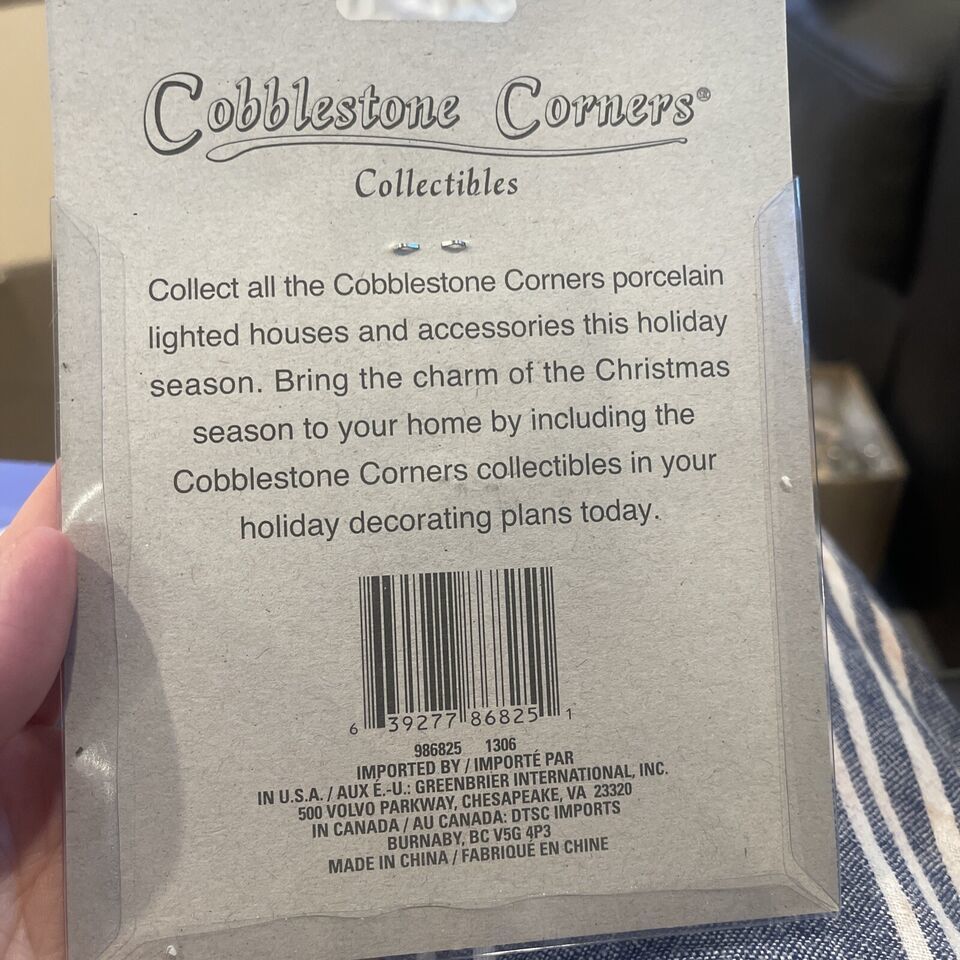 Cobblestone Corners®
Collectibles
Collect all the Cobblestone Corners porcelain
lighted houses and accessories this holiday
season. Bring the charm of the Christmas
season to your home by including the
Cobblestone Corners collectibles in your
holiday decorating plans today.
6 39277 86825 1
986825 1306
IMPORTED BY / IMPORTÉ PAR
IN U.S.A. / AUX É.-U.: GREENBRIER INTERNATIONAL, INC.
500 VOLVO PARKWAY, CHESAPEAKE, VA 23320
IN CANADA / AU CANADA: DTSC IMPORTS
BURNABY, BC V5G 4P3
MADE IN CHINA / FABRIQUÉ EN CHINE